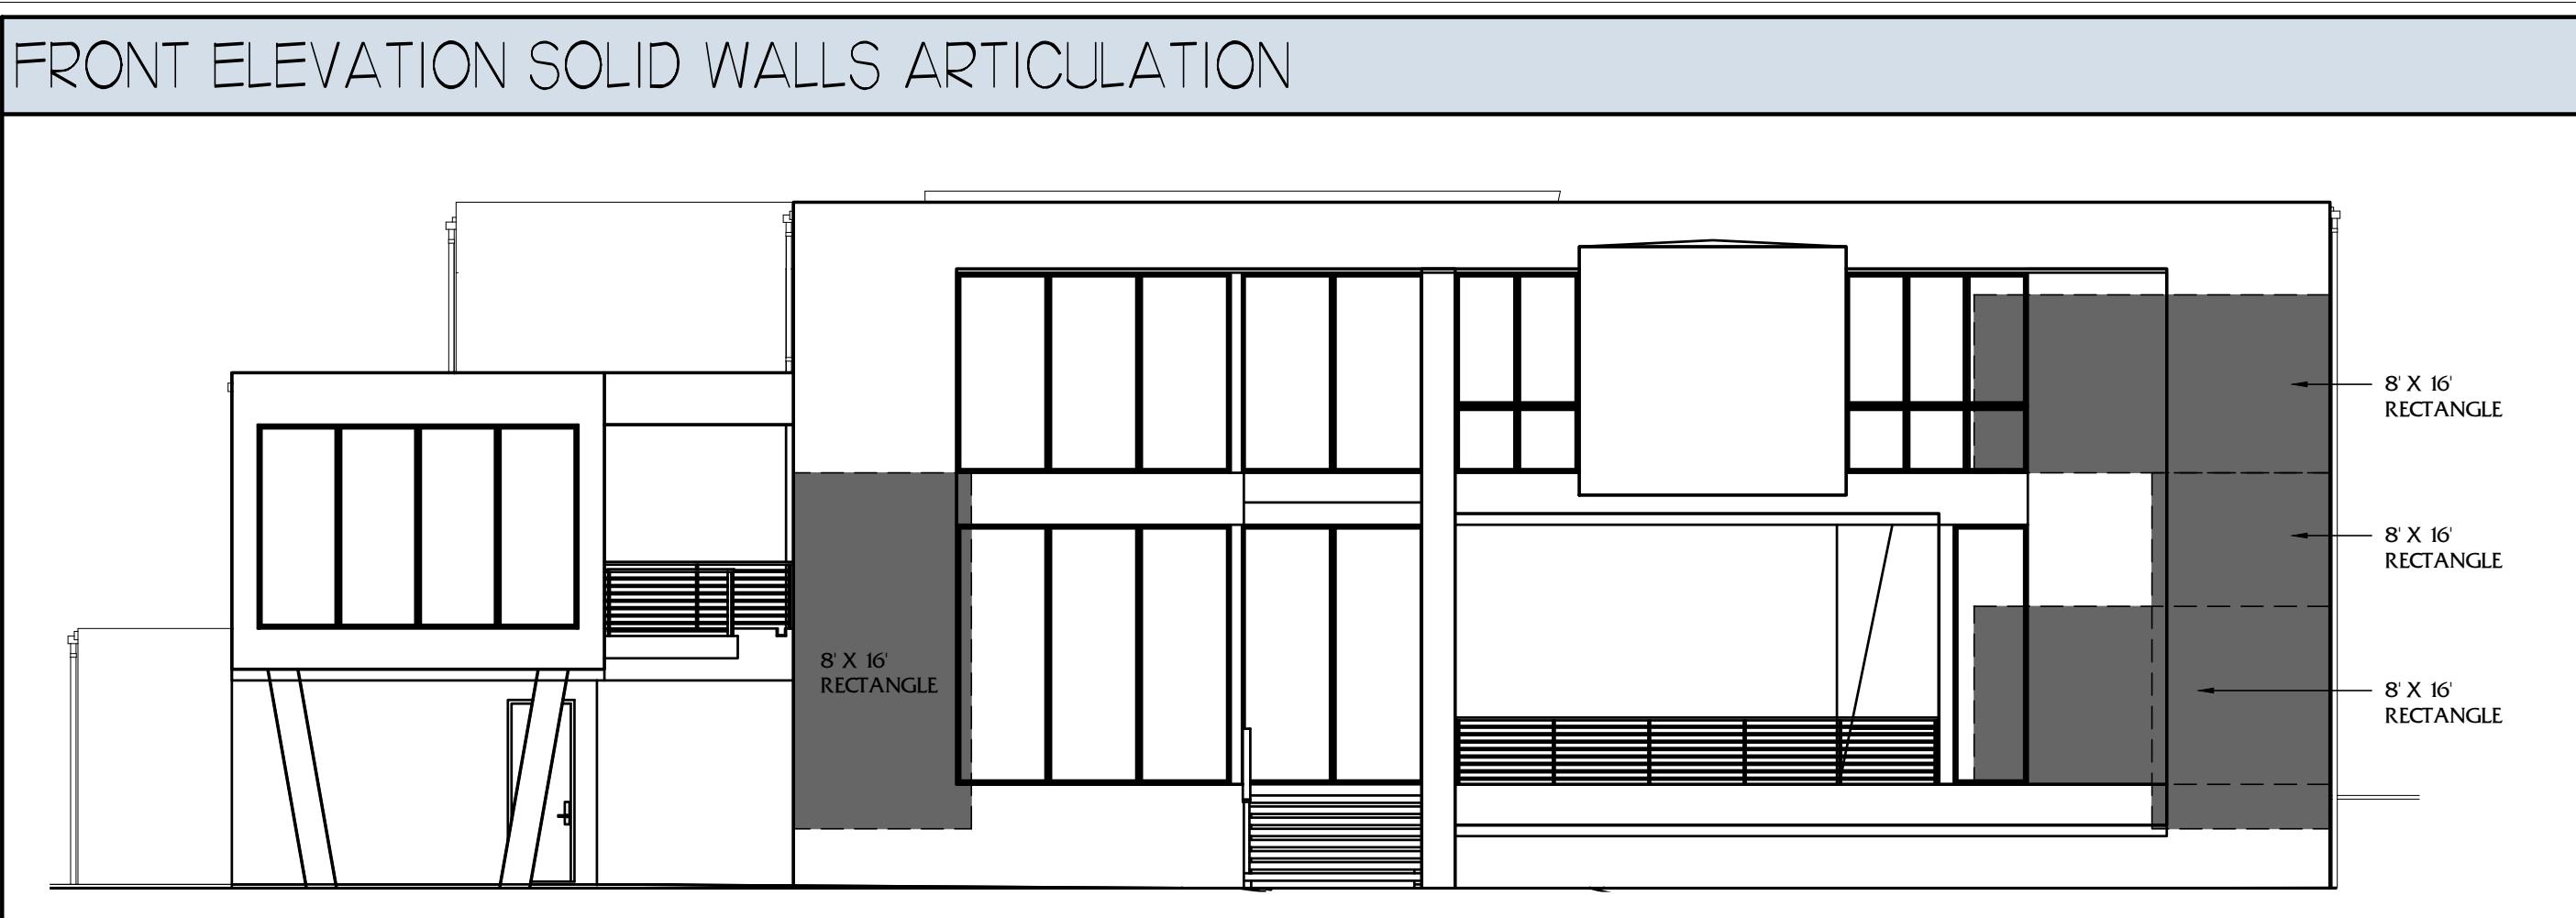 FRONT ELEVATION SOLID WALLS ARTICULATION
8' X 16'
RECTANGLE
8' X 16'
RECTANGLE
8' X 16'
RECTANGLE
8' X 16'
RECTANGLE